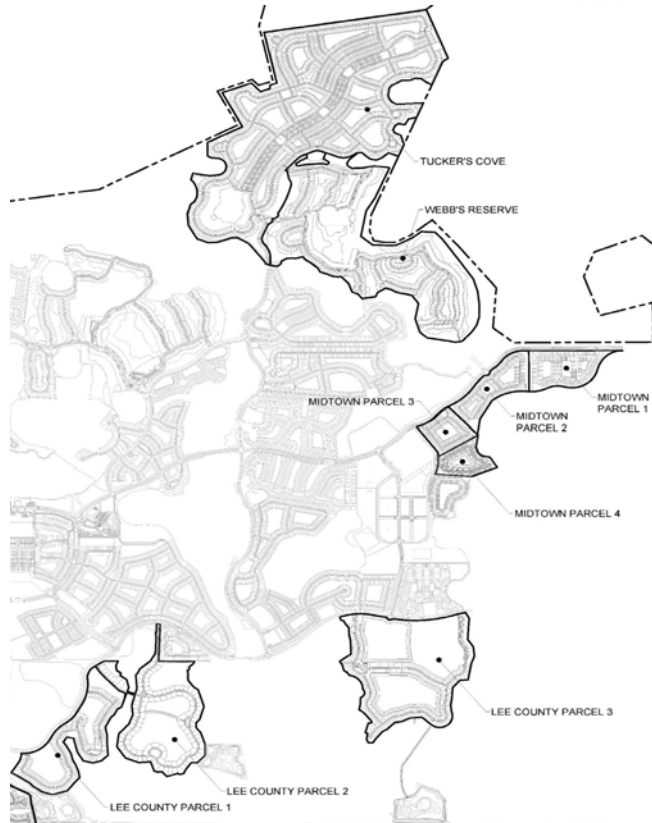 TUCKER'S COVE
WEBB'S RESERVE
MIDTOWN PARCEL 3
MIDTOWN
PARCEL 1
MIDTOWN
PARCEL 2
MIDTOWN PARCEL 4
LEE COUNTY PARCEL 3
LEE COUNTY PARCEL 2
LEE COUNTY PARCEL 1